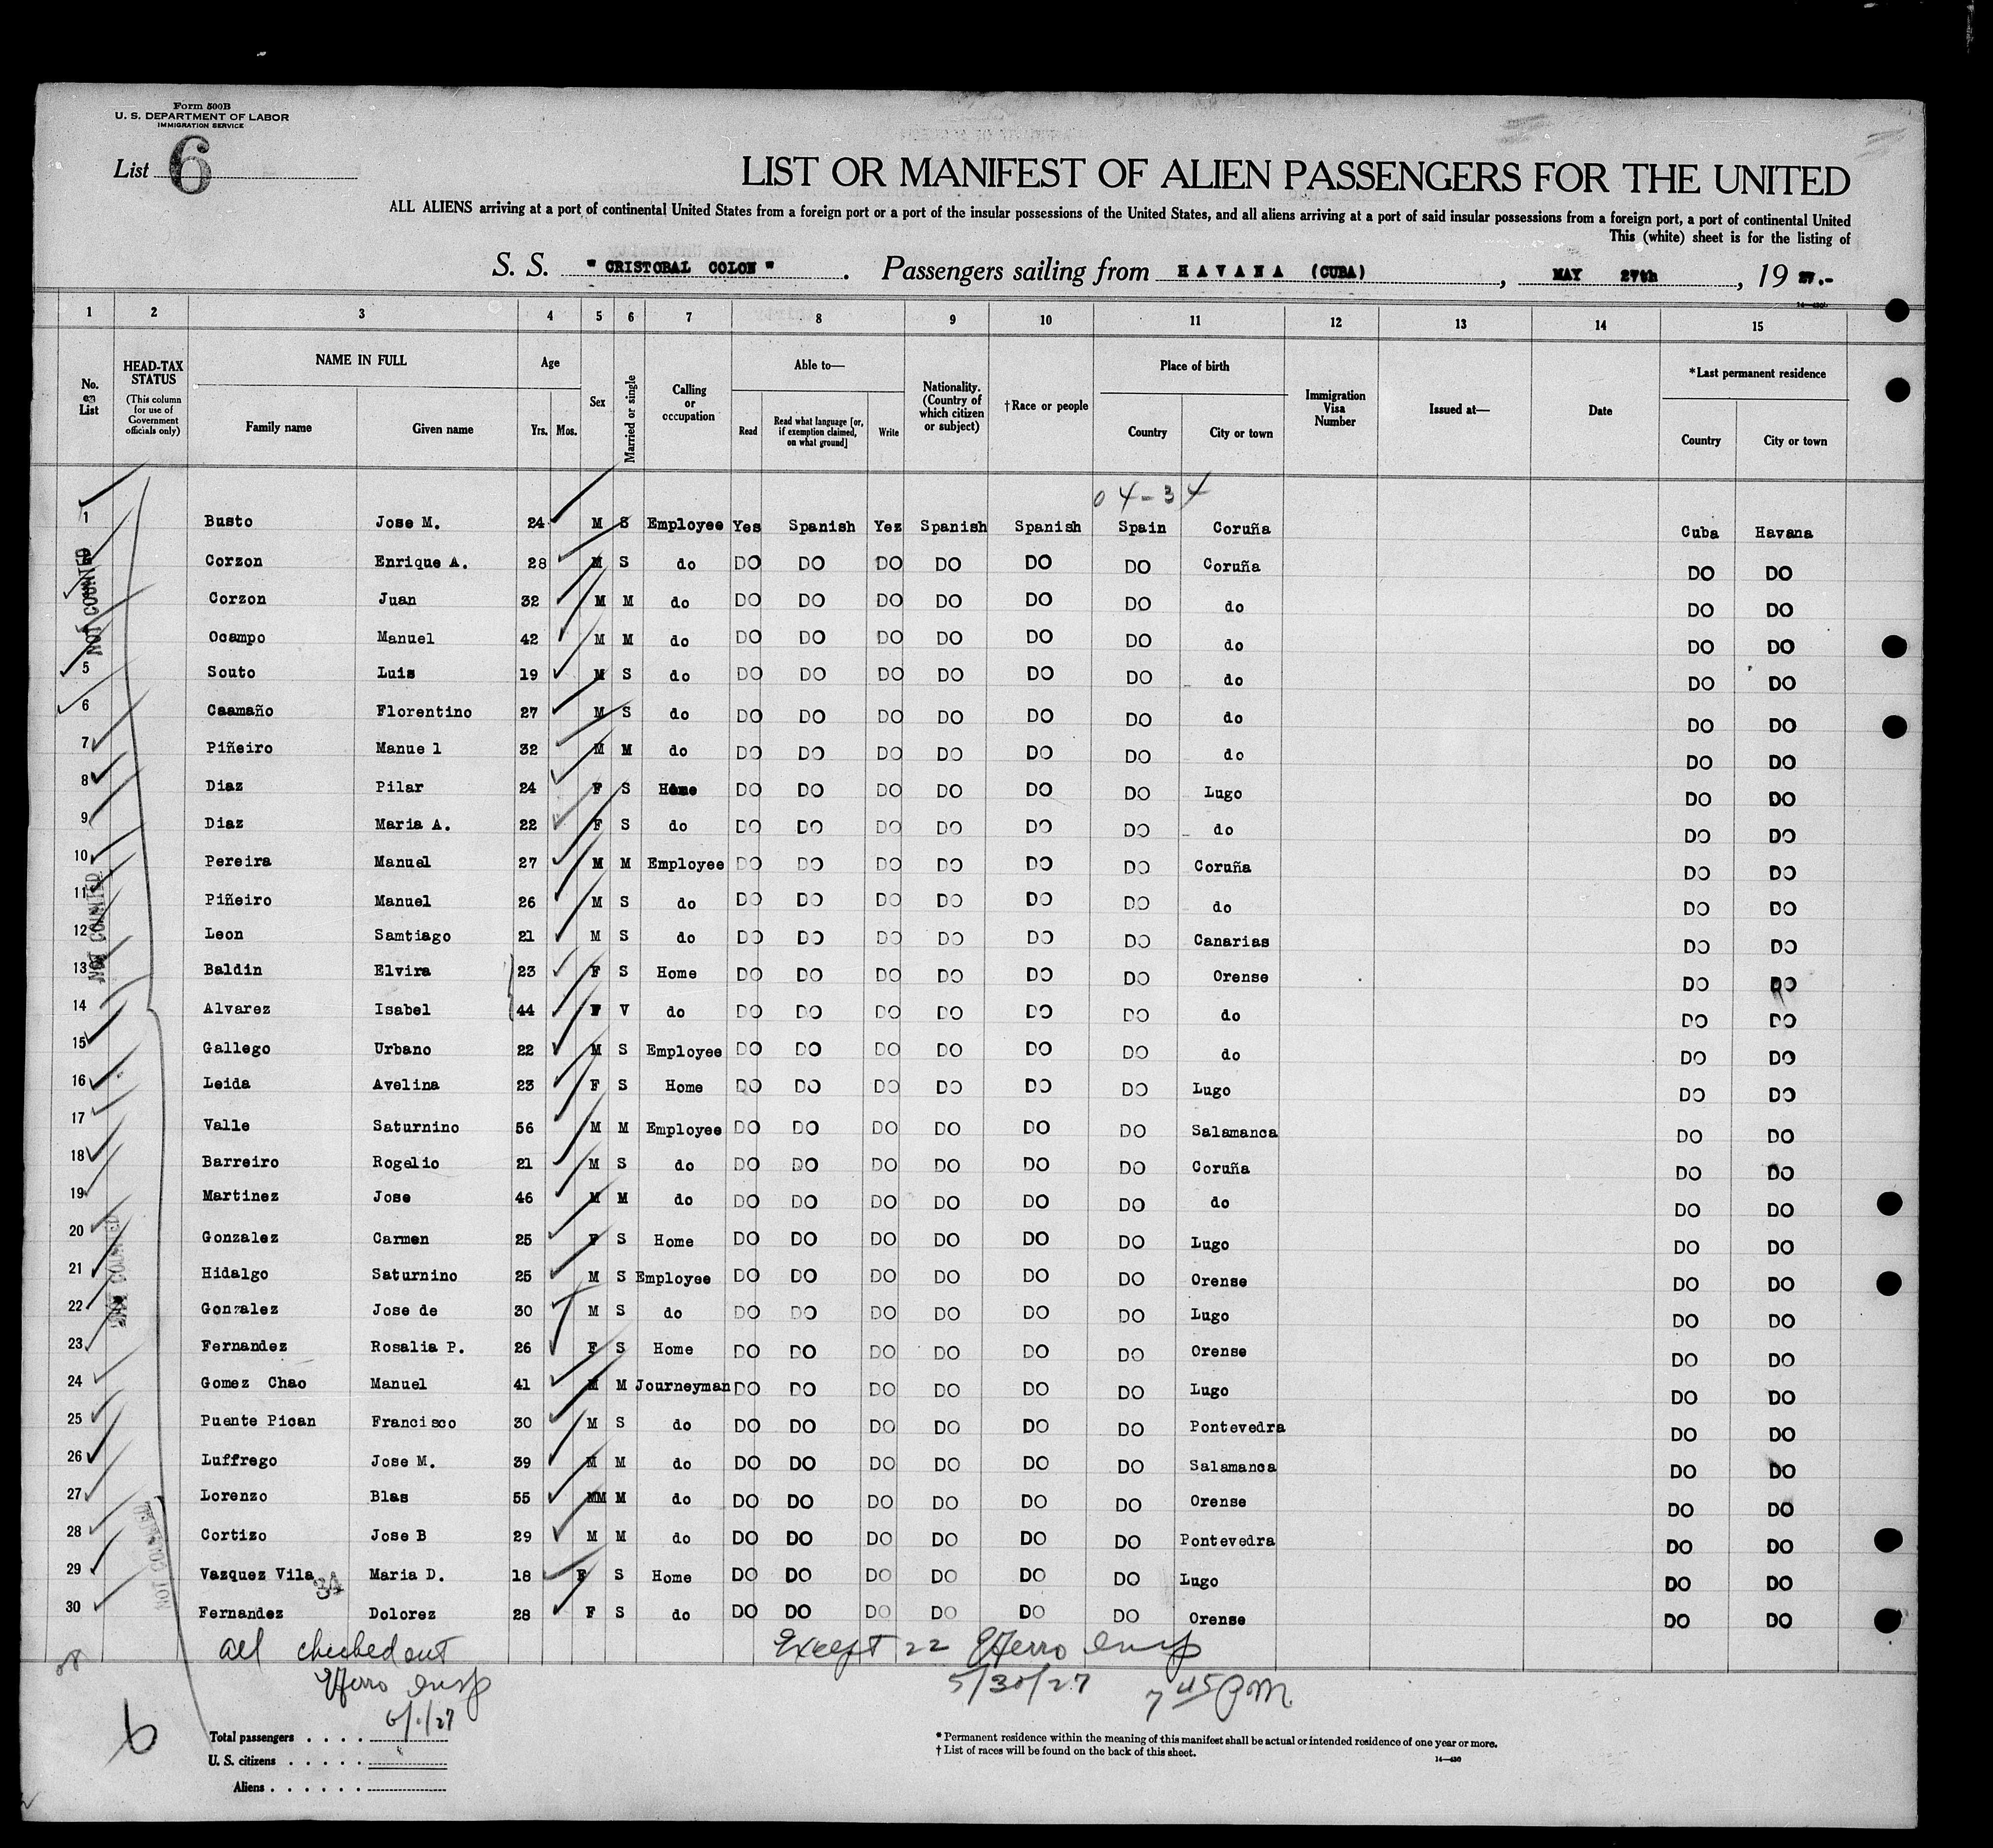 Form 500B
U. S. DEPARTMENT OF LABOR
IMMIGRATION SERVICE
List 6
LIST OR MANIFEST OF ALIEN PASSENGERS FOR THE UNITED
ALL ALIENS arriving at a port of continental United States from a foreign port or a port of the insular possessions of the United States, and all aliens arriving at a port of said insular possessions from a foreign port, a port of continental United
This (white) sheet is for the listing of
S. S. "CRISTOBAL COLON". Passengers sailing from HAVANA (CUBA), MAY 27th, 19 27.-
1 2 3 4 5 6 7 8 9 10 11 12 13 14 15
No. on List
HEAD-TAX STATUS (This column for use of Government officials only)
NAME IN FULL Family name Given name
Age Yrs. Mos.
Sex
Married or single
Calling or occupation
Able to— Read Read what language [or, if exemption claimed, on what ground] Write
Nationality. (Country of which citizen or subject)
†Race or people
Place of birth Country City or town
Immigration Visa Number
Issued at—
Date
*Last permanent residence Country City or town
04-34
1 Busto Jose M. 24 M S Employee Yes Spanish Yes Spanish Spanish Spain Coruña Cuba Havana
Corzon Enrique A. 28 M S do DO DO DO DO DO DO Coruña DO DO
Corzon Juan 32 M M do DO DO DO DO DO DO do DO DO
Ocampo Manuel 42 M M do DO DO DO DO DO DO do DO DO
5 Souto Luis 19 M S do DO DO DO DO DO DO do DO DO
6 Caamaño Florentino 27 M S do DO DO DO DO DO DO do DO DO
7 Piñeiro Manue l 32 M M do DO DO DO DO DO DO do DO DO
8 Diaz Pilar 24 F S Home DO DO DO DO DO DO Lugo DO DO
9 Diaz Maria A. 22 F S do DO DO DO DO DO DO do DO DO
10 Pereira Manuel 27 M M Employee DO DO DO DO DO DO Coruña DO DO
11 Piñeiro Manuel 26 M S do DO DO DO DO DO DO do DO DO
12 Leon Samtiago 21 M S do DO DO DO DO DO DO Canarias DO DO
13 Baldin Elvira 23 F S Home DO DO DO DO DO DO Orense DO DO
14 Alvarez Isabel 44 F V do DO DO DO DO DO DO do DO DO
15 Gallego Urbano 22 M S Employee DO DO DO DO DO DO do DO DO
16 Leida Avelina 23 F S Home DO DO DO DO DO DO Lugo DO DO
17 Valle Saturnino 56 M M Employee DO DO DO DO DO DO Salamanca DO DO
18 Barreiro Rogelio 21 M S do DO DO DO DO DO DO Coruña DO DO
19 Martinez Jose 46 M M do DO DO DO DO DO DO do DO DO
20 Gonzalez Carmen 25 F S Home DO DO DO DO DO DO Lugo DO DO
21 Hidalgo Saturnino 25 M S Employee DO DO DO DO DO DO Orense DO DO
22 Gonzalez Jose de 30 M S do DO DO DO DO DO DO Lugo DO DO
23 Fernandez Rosalia P. 26 F S Home DO DO DO DO DO DO Orense DO DO
24 Gomez Chao Manuel 41 M M Journeyman DO DO DO DO DO DO Lugo DO DO
25 Puente Pican Francisco 30 M S do DO DO DO DO DO DO Pontevedra DO DO
26 Luffrego Jose M. 39 M M do DO DO DO DO DO DO Salamanca DO DO
27 Lorenzo Blas 55 MM M do DO DO DO DO DO DO Orense DO DO
28 Cortizo Jose B 29 M M do DO DO DO DO DO DO Pontevedra DO DO
29 Vazquez Vila 34 Maria D. 18 F S Home DO DO DO DO DO DO Lugo DO DO
30 Fernandez Dolorez 28 F S do DO DO DO DO DO DO Orense DO DO
NOT COUNTED
NOT COUNTED
NOT COUNTED
NOT COUNTED
all checked out Except 22
5/30/27 7 45 PM.
6/1/27
6
Total passengers
U. S. citizens
Aliens
* Permanent residence within the meaning of this manifest shall be actual or intended residence of one year or more.
† List of races will be found on the back of this sheet.
14—430